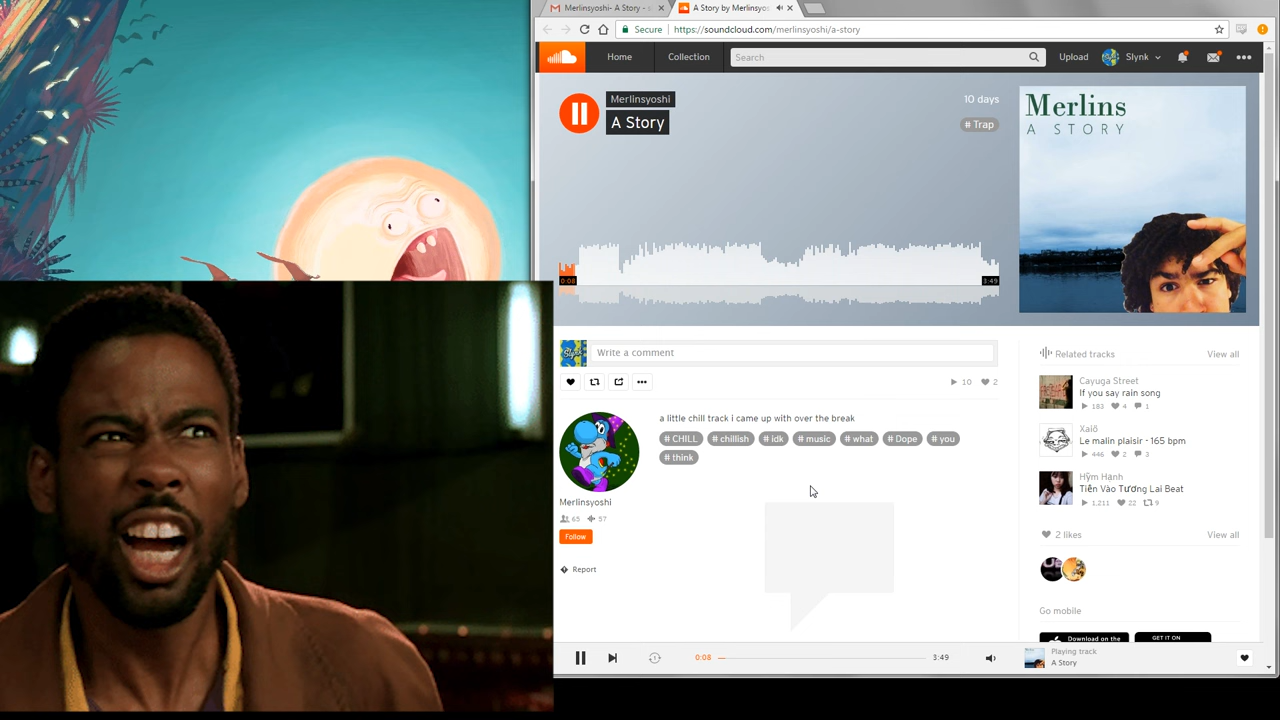 Merlinsyoshi- A Story - s
A Story by Merlinsyos
Secure
https://soundcloud.com/merlinsyoshi/a-story
Home
Collection
Search
Upload
Slynk
Merlinsyoshi
A Story
10 days
# Trap
Merlins
A STORY
0:08
3:49
Slynk
Write a comment
10
2
a little chill track i came up with over the break
# CHILL
# chillish
# idk
# music
# what
# Dope
# you
# think
Merlinsyoshi
65
57
Follow
Report
Related tracks
View all
Cayuga Street
If you say rain song
183
4
1
Xaiō
Le malin plaisir - 165 bpm
446
2
3
Hỹm Hạnh
Tiến Vào Tương Lai Beat
1,211
22
9
2 likes
View all
Go mobile
Download on the
GET IT ON
0:08
3:49
Playing track
A Story